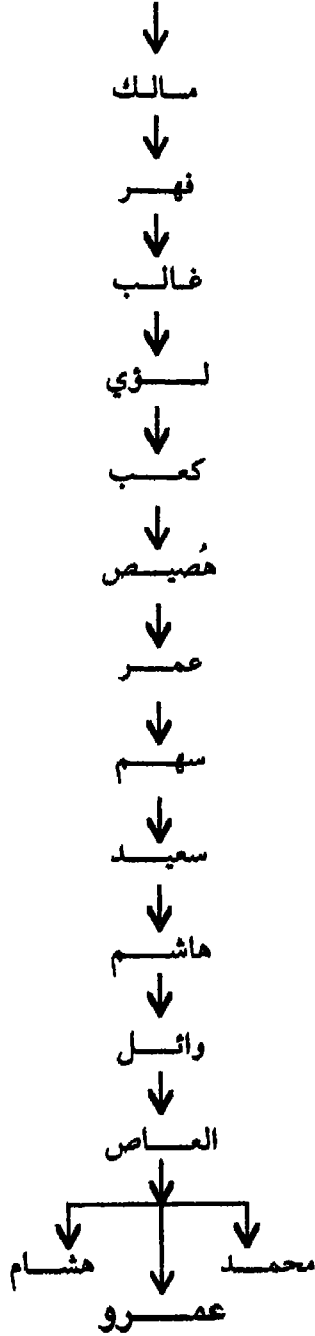 مالك
فهر
غالب
لؤي
كعب
هُصيص
عمر
سهم
سعيد
هاشم
وائل
العاص
محمد هشام
عمرو